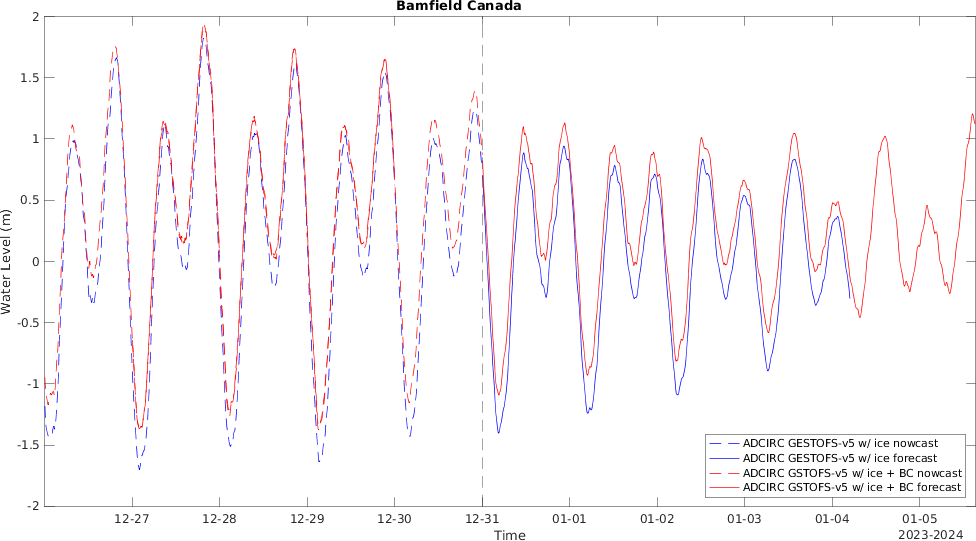 Bamfield Canada
2
1.5
1
0.5
0
-0.5
-1
-1.5
-2
Water Level (m)
12-27 12-28 12-29 12-30 12-31 01-01 01-02 01-03 01-04 01-05
Time
2023-2024
ADCIRC GESTOFS-v5 w/ ice nowcast
ADCIRC GESTOFS-v5 w/ ice forecast
ADCIRC GSTOFS-v5 w/ ice + BC nowcast
ADCIRC GSTOFS-v5 w/ ice + BC forecast